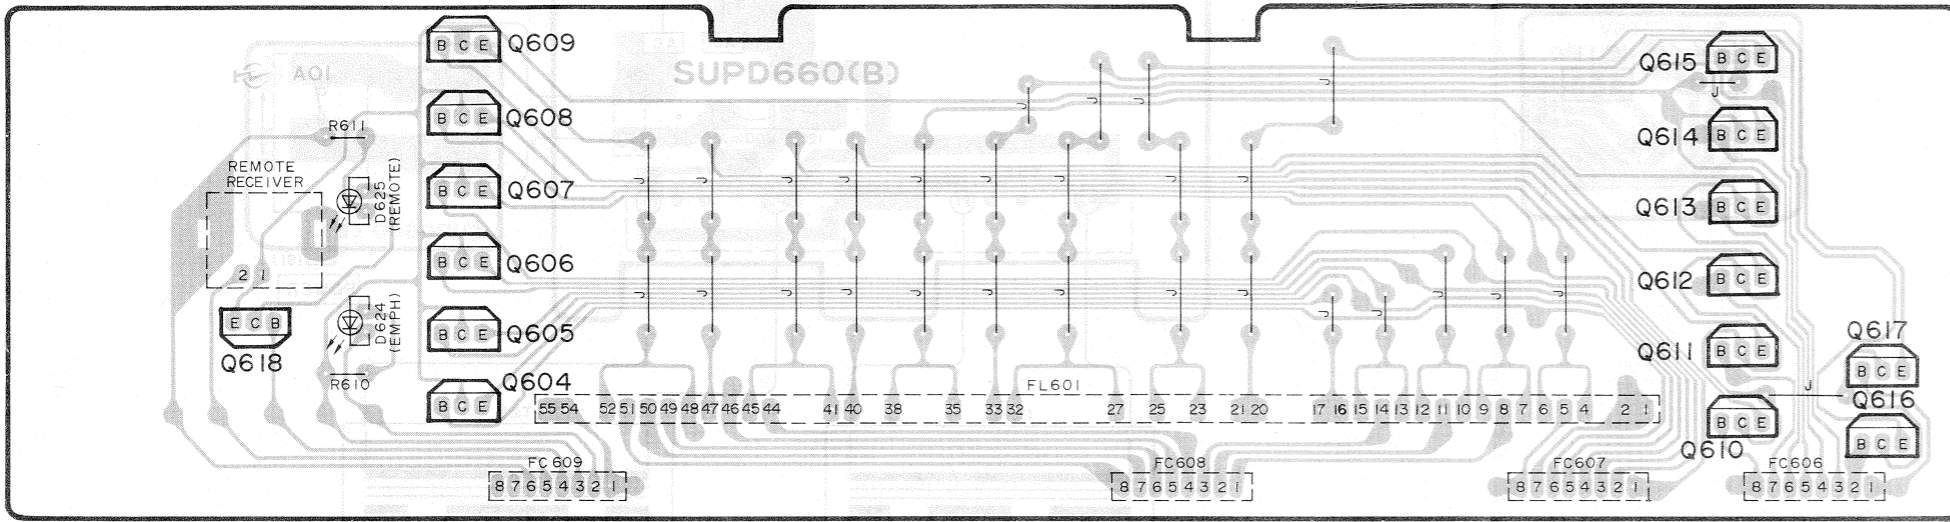 Q609
B C E
Q615
B C E
J
AO1
SUPD660(B)
Q608
B C E
J
J
J
J
R611
Q614
B C E
REMOTE
RECEIVER
D625
(REMOTE)
Q607
B C E
J
J
J
J
J
J
J
J
J
Q613
B C E
2 1
Q606
B C E
Q612
B C E
D624
(EMPH)
J
J
J
J
J
J
J
J
J
J
J
J
J
J
E C B
Q618
Q605
B C E
Q611
B C E
Q617
B C E
R610
Q604
B C E
FL601
J
Q616
B C E
55 54 52 51 50 49 48 47 46 45 44 41 40 38 35 33 32 27 25 23 21 20 17 16 15 14 13 12 11 10 9 8 7 6 5 4 2 1
B C E
Q610
FC609
8 7 6 5 4 3 2 1
FC608
8 7 6 5 4 3 2 1
FC607
8 7 6 5 4 3 2 1
FC606
8 7 6 5 4 3 2 1